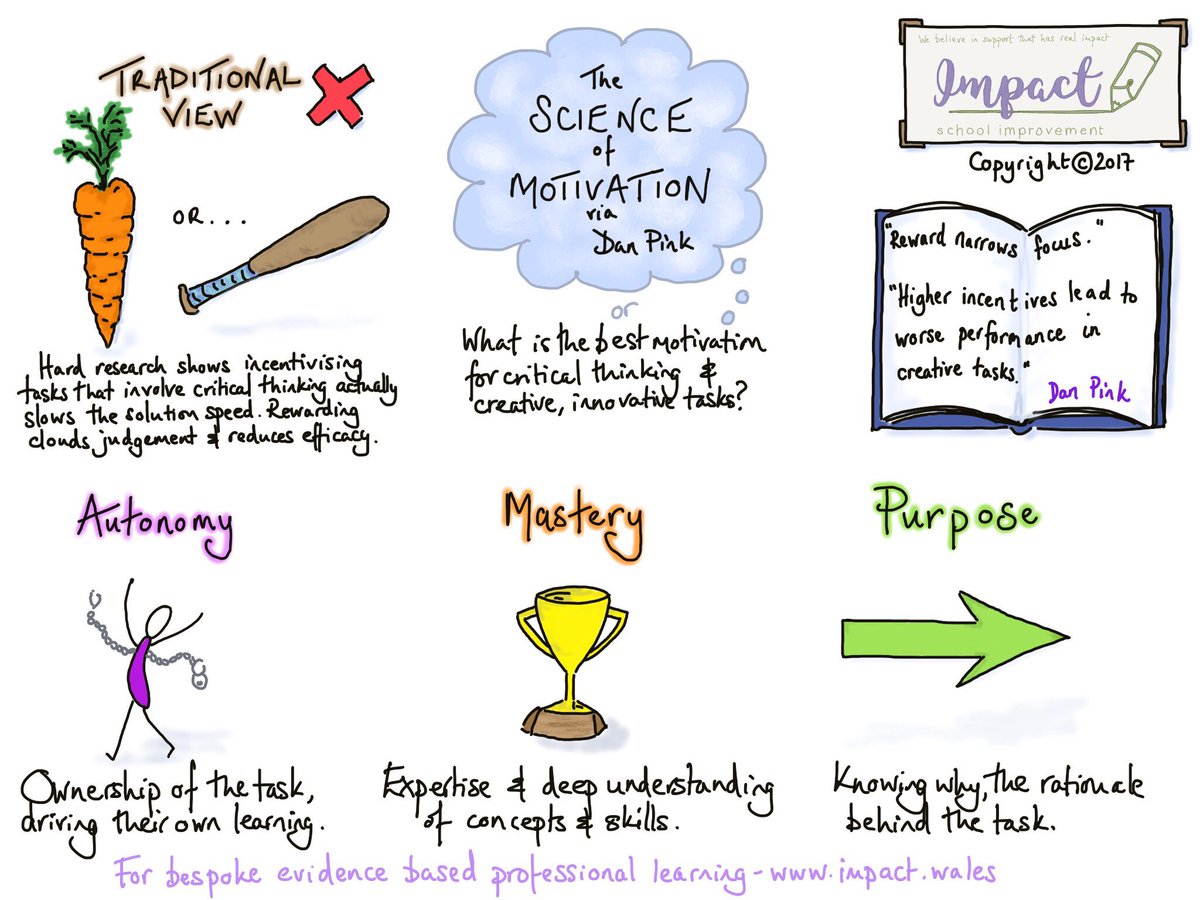 TRADITIONAL
VIEW
OR...
Hard research shows incentivising
tasks that involve critical thinking actually
slows the solution speed. Rewarding
clouds judgement & reduces efficacy.
The
SCIENCE
of
MOTIVATION
via
Dan Pink
or
What is the best motivation
for critical thinking &
creative, innovative tasks?
We believe in support that has real impact
Impact
school improvement
Copyright©2017
"Reward narrows focus."
"Higher incentives lead to
worse performance in
creative tasks."
Dan Pink
Autonomy
Ownership of the task,
driving their own learning.
Mastery
Expertise & deep understanding
of concepts & skills.
Purpose
Knowing why, the rationale
behind the task.
For bespoke evidence based professional learning - www.impact.wales